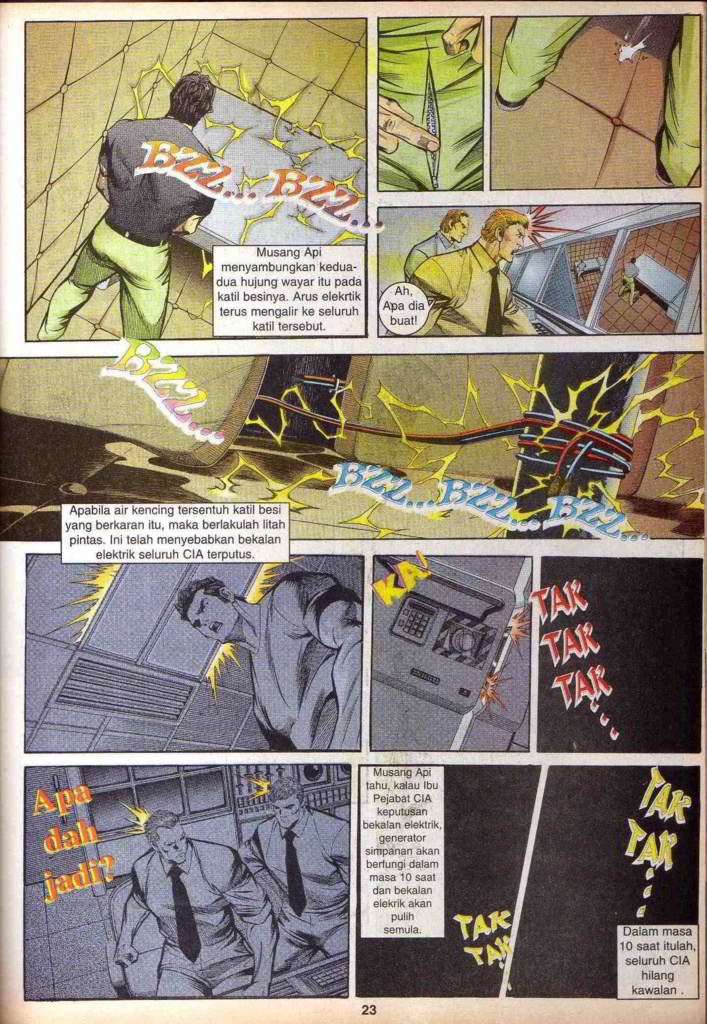 BZZ... BZZ...
Musang Api
menyambungkan kedua-
dua hujung wayar itu pada
katil besinya. Arus elekrtik
terus mengalir ke seluruh
katil tersebut.
Ah,
Apa dia
buat!
BZZ...
BZZ... BZZ... BZZ...
Apabila air kencing tersentuh katil besi
yang berkaran itu, maka berlakulah litah
pintas. Ini telah menyebabkan bekalan
elektrik seluruh CIA terputus.
KA!
TAK
TAK
TAK...
Apa
dah
jadi?
Musang Api
tahu, kalau Ibu
Pejabat CIA
keputusan
bekalan elektrik,
generator
simpanan akan
berfungi dalam
masa 10 saat
dan bekalan
elekrik akan
pulih
semula.
TAK
TAK
TAK
TAK...
Dalam masa
10 saat itulah,
seluruh CIA
hilang
kawalan .
23